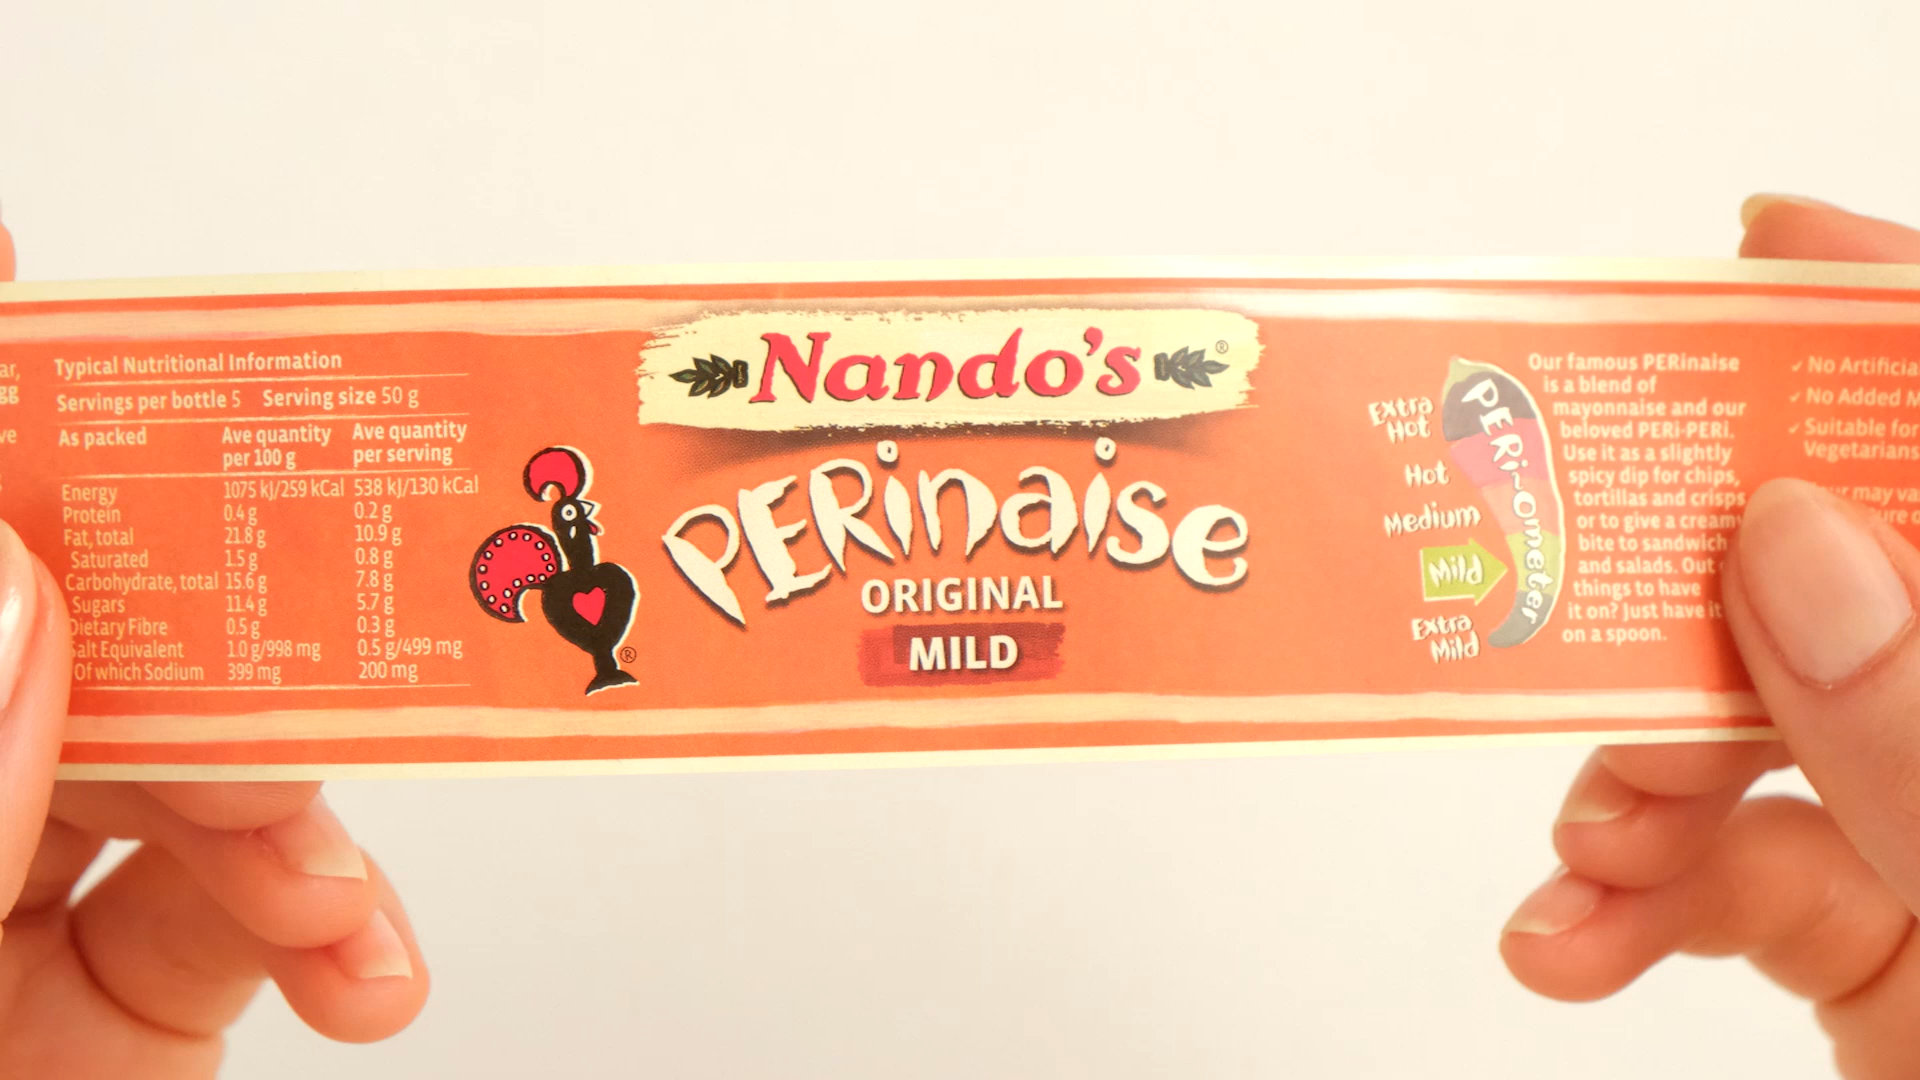 ar,
gg
ve
Typical Nutritional Information
Servings per bottle 5 Serving size 50 g
As packed Ave quantity per 100 g Ave quantity per serving
Energy 1075 kJ/259 kCal 538 kJ/130 kCal
Protein 0.4 g 0.2 g
Fat, total 21.8 g 10.9 g
Saturated 1.5 g 0.8 g
Carbohydrate, total 15.6 g 7.8 g
Sugars 11.4 g 5.7 g
Dietary Fibre 0.5 g 0.3 g
Salt Equivalent 1.0 g/998 mg 0.5 g/499 mg
Of which Sodium 399 mg 200 mg
®
Nando's ®
PERinaise
ORIGINAL
MILD
Extra
Hot
Hot
Medium
Mild
Extra
Mild
PERi-ometer
Our famous PERinaise
is a blend of
mayonnaise and our
beloved PERi-PERi.
Use it as a slightly
spicy dip for chips,
tortillas and crisps
or to give a creamy
bite to sandwich
and salads. Out
things to have
it on? Just have it
on a spoon.
✓ No Artificia
✓ No Added M
✓ Suitable for
Vegetarians
ur may va
ure o